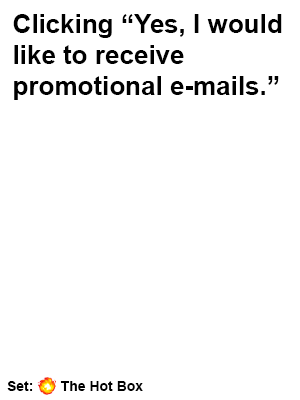 Clicking “Yes, I would
like to receive
promotional e-mails.”
Set: The Hot Box